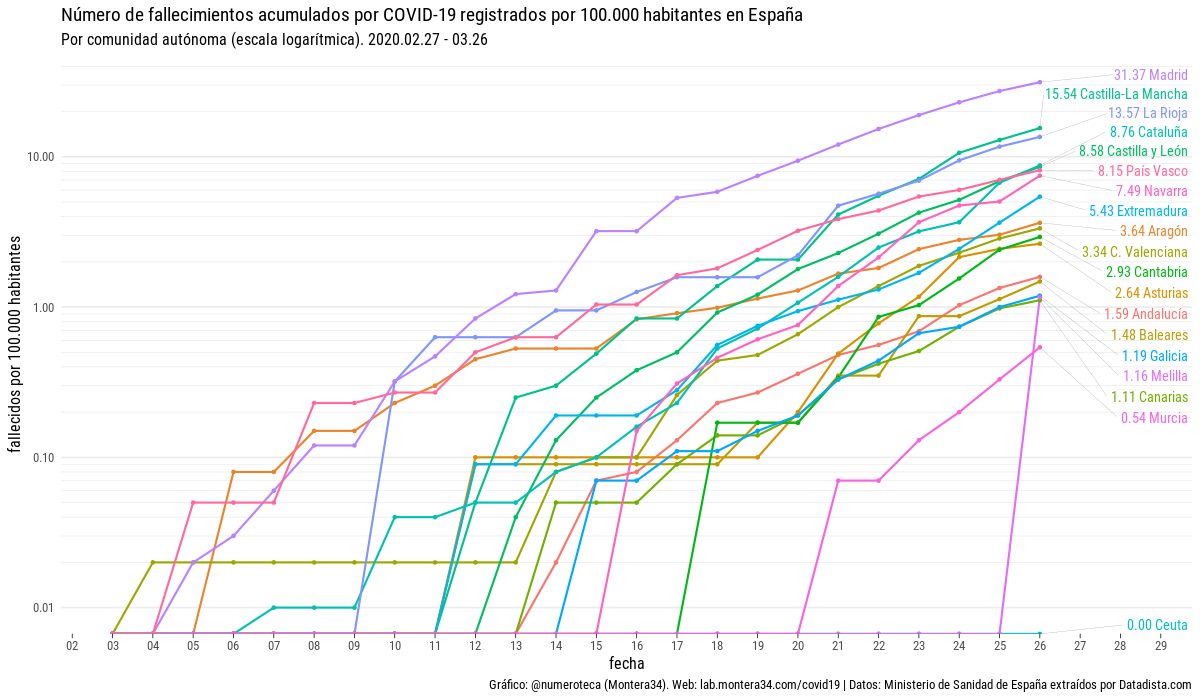 Número de fallecimientos acumulados por COVID-19 registrados por 100.000 habitantes en España
Por comunidad autónoma (escala logarítmica). 2020.02.27 - 03.26
fallecidos por 100.000 habitantes
10.00
1.00
0.10
0.01
31.37 Madrid
15.54 Castilla-La Mancha
13.57 La Rioja
8.76 Cataluña
8.58 Castilla y León
8.15 País Vasco
7.49 Navarra
5.43 Extremadura
3.64 Aragón
3.34 C. Valenciana
2.93 Cantabria
2.64 Asturias
1.59 Andalucía
1.48 Baleares
1.19 Galicia
1.16 Melilla
1.11 Canarias
0.54 Murcia
0.00 Ceuta
02 03 04 05 06 07 08 09 10 11 12 13 14 15 16 17 18 19 20 21 22 23 24 25 26 27 28 29
fecha
Gráfico: @numeroteca (Montera34). Web: lab.montera34.com/covid19 | Datos: Ministerio de Sanidad de España extraídos por Datadista.com